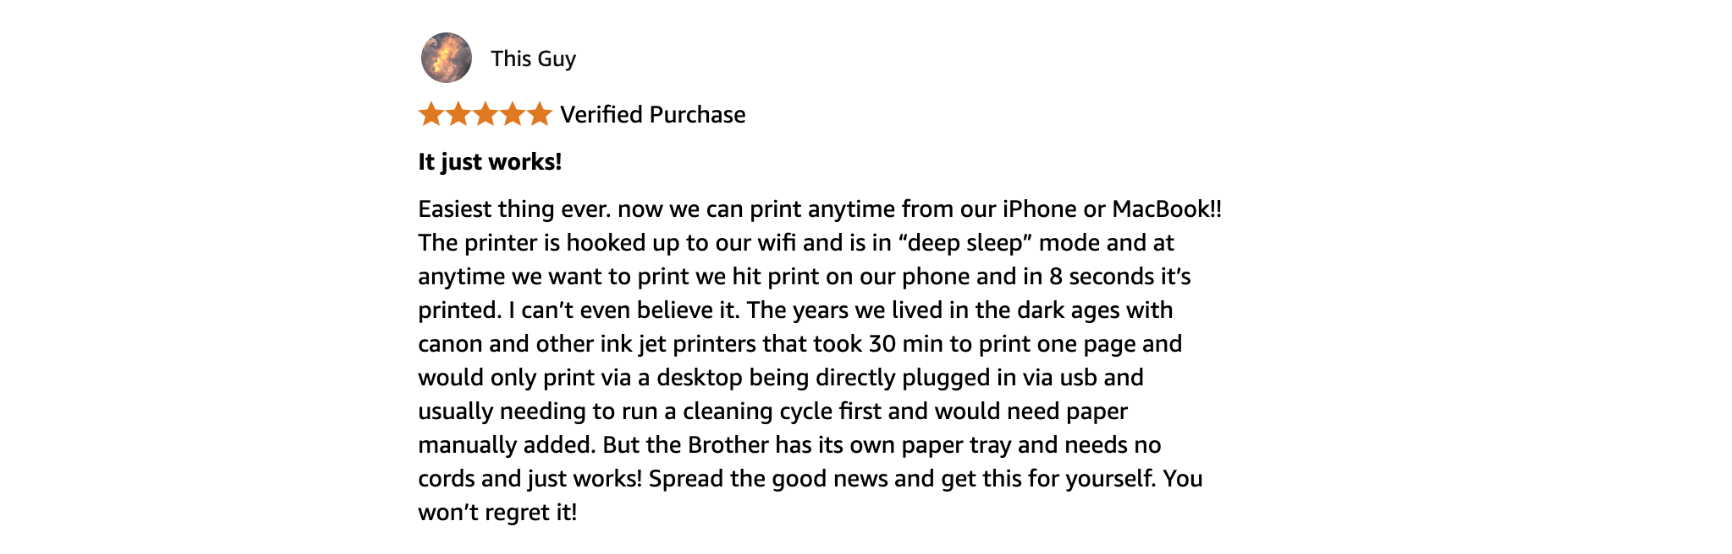 This Guy
Verified Purchase
It just works!
Easiest thing ever. now we can print anytime from our iPhone or MacBook!!
The printer is hooked up to our wifi and is in “deep sleep” mode and at
anytime we want to print we hit print on our phone and in 8 seconds it’s
printed. I can’t even believe it. The years we lived in the dark ages with
canon and other ink jet printers that took 30 min to print one page and
would only print via a desktop being directly plugged in via usb and
usually needing to run a cleaning cycle first and would need paper
manually added. But the Brother has its own paper tray and needs no
cords and just works! Spread the good news and get this for yourself. You
won’t regret it!